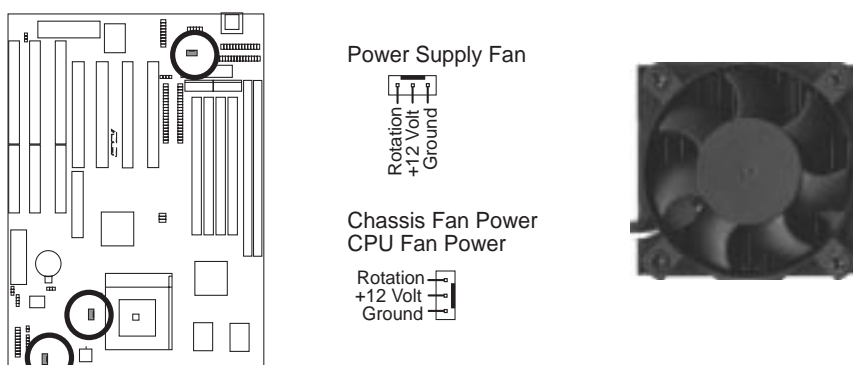 Power Supply Fan
Rotation
+12 Volt
Ground
Chassis Fan Power
CPU Fan Power
Rotation
+12 Volt
Ground